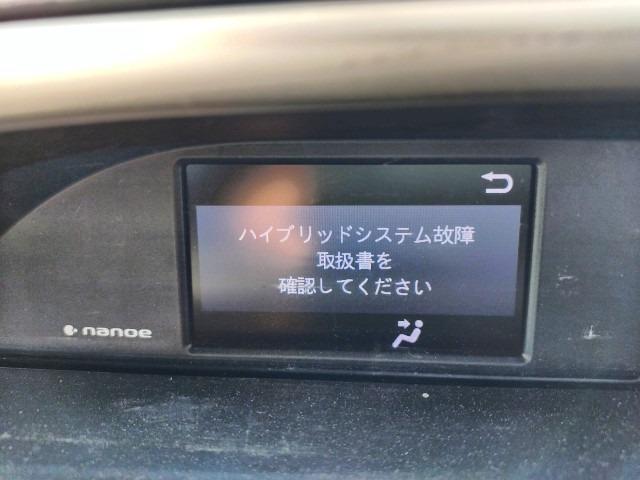 ハイブリッドシステム故障
取扱書を
確認してください
nanoe